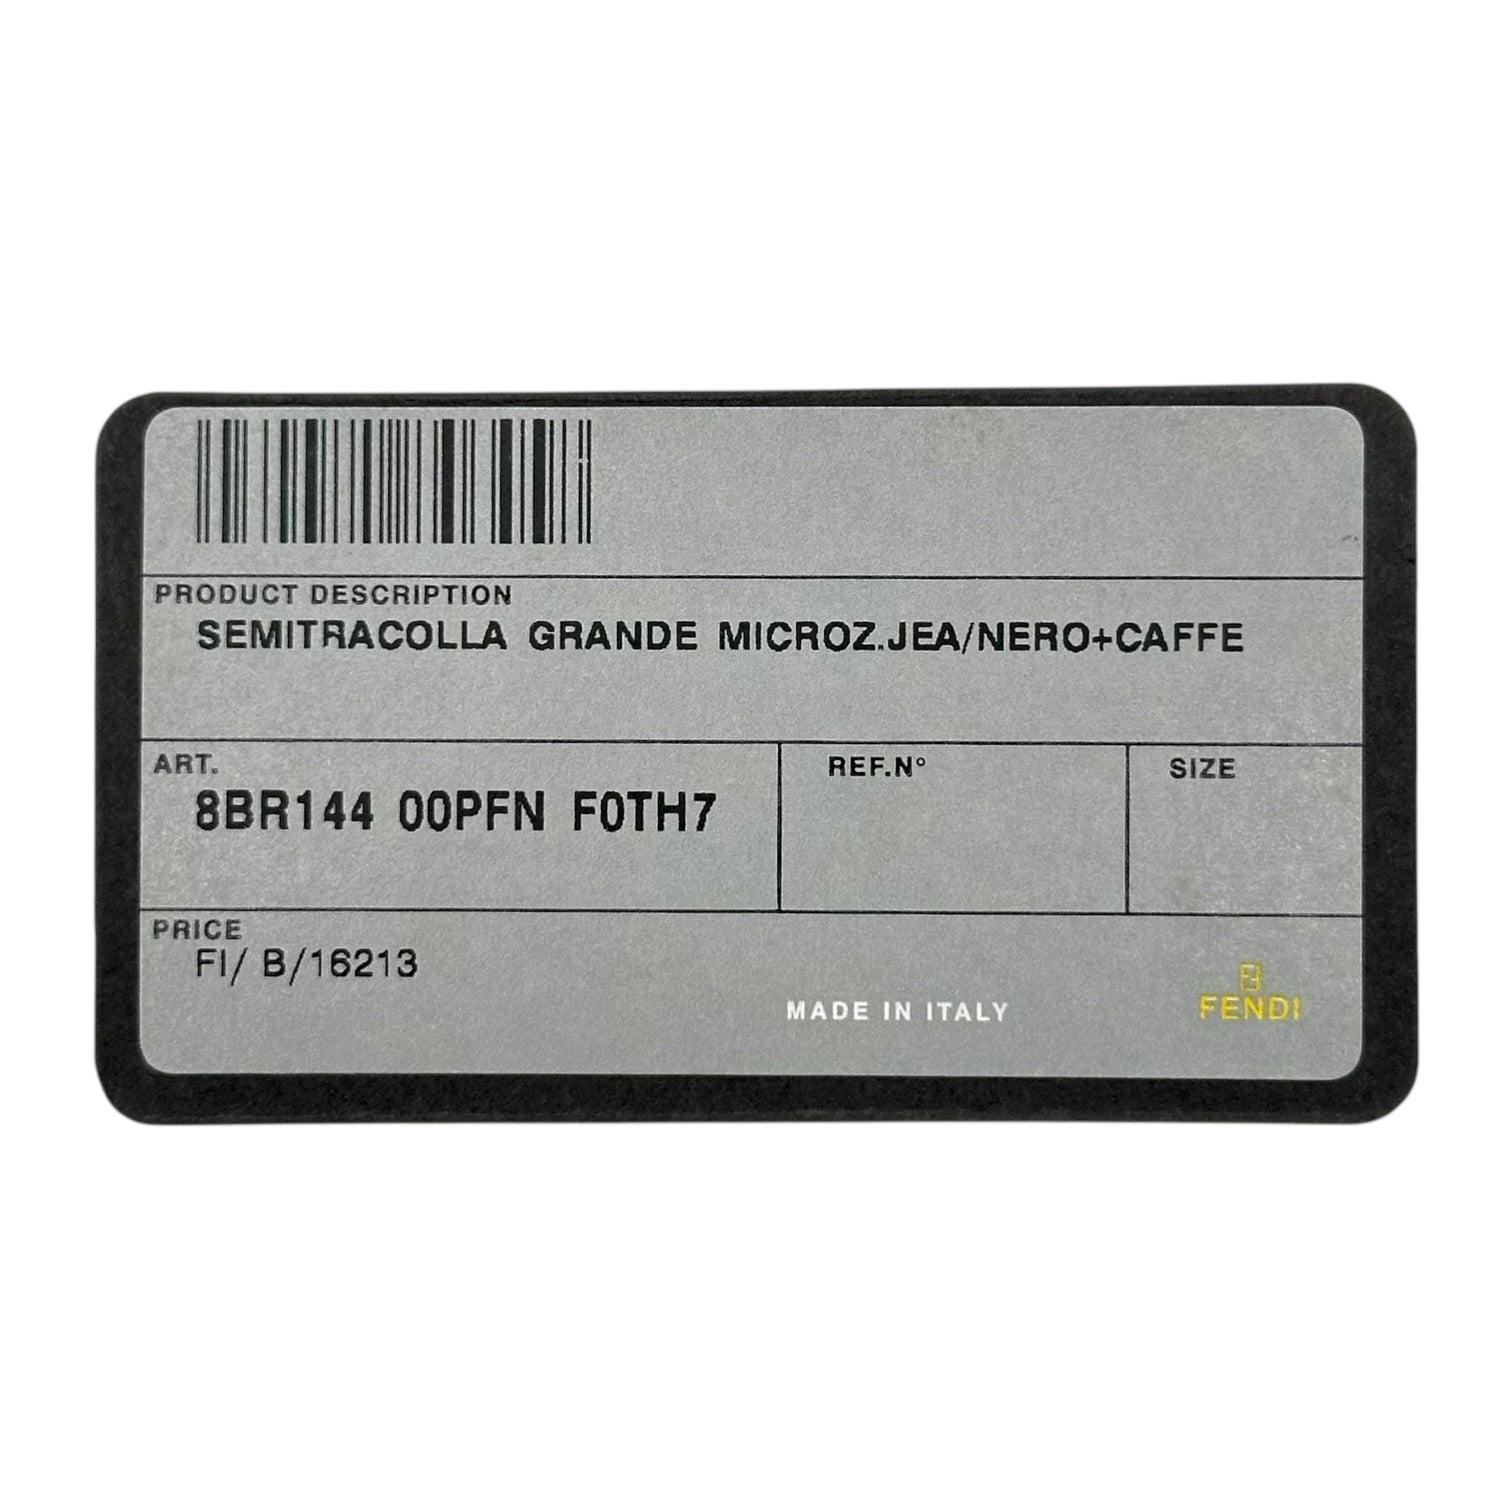 PRODUCT DESCRIPTION
SEMITRACOLLA GRANDE MICROZ.JEA/NERO+CAFFE
ART.
8BR144 00PFN F0TH7
REF.N°
SIZE
PRICE
FI/ B/16213
MADE IN ITALY
FENDI